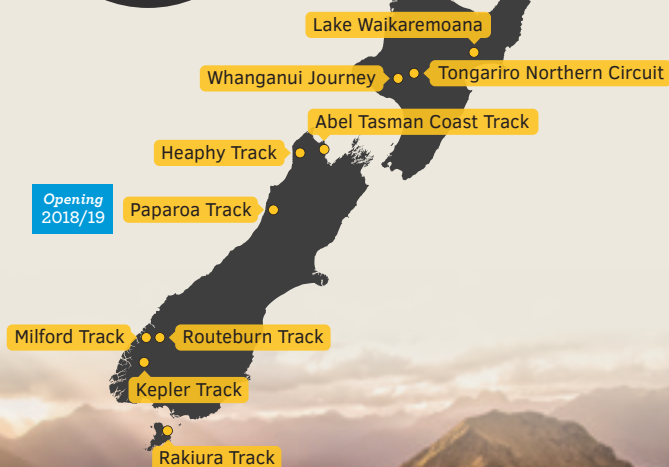 Lake Waikaremoana
Whanganui Journey
Tongariro Northern Circuit
Abel Tasman Coast Track
Heaphy Track
Opening
2018/19
Paparoa Track
Milford Track
Routeburn Track
Kepler Track
Rakiura Track